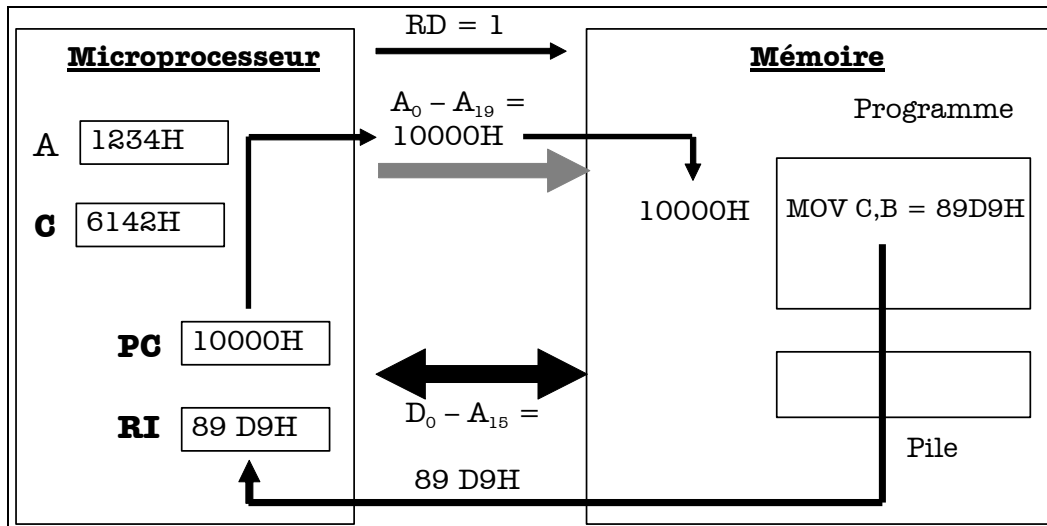 RD = 1
Microprocesseur
Mémoire
A₀ – A₁₉ =
10000H
Programme
A 1234H
C 6142H
10000H
MOV C,B = 89D9H
PC 10000H
D₀ – A₁₅ =
RI 89 D9H
Pile
89 D9H